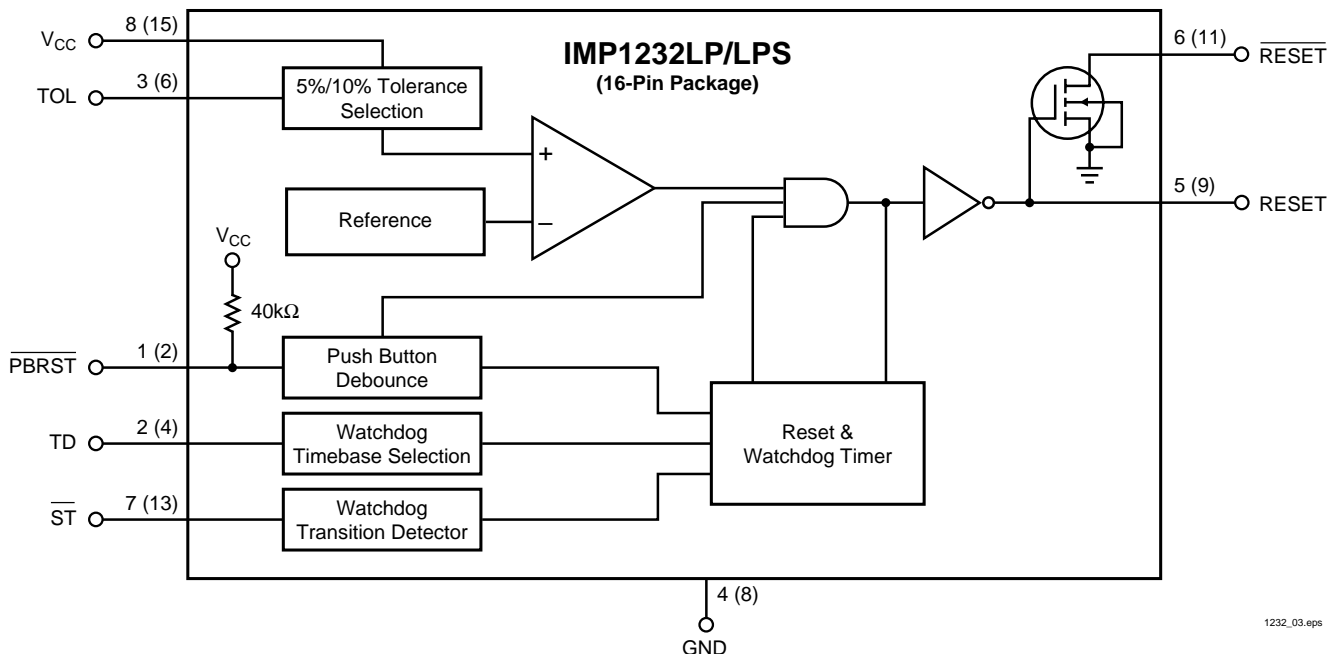 IMP1232LP/LPS
(16-Pin Package)
VCC
8 (15)
TOL
3 (6)
5%/10% Tolerance
Selection
+
−
Reference
VCC
40kΩ
PBRST
1 (2)
Push Button
Debounce
TD
2 (4)
Watchdog
Timebase Selection
ST
7 (13)
Watchdog
Transition Detector
Reset &
Watchdog Timer
6 (11)
RESET
5 (9)
RESET
4 (8)
GND
1232_03.eps